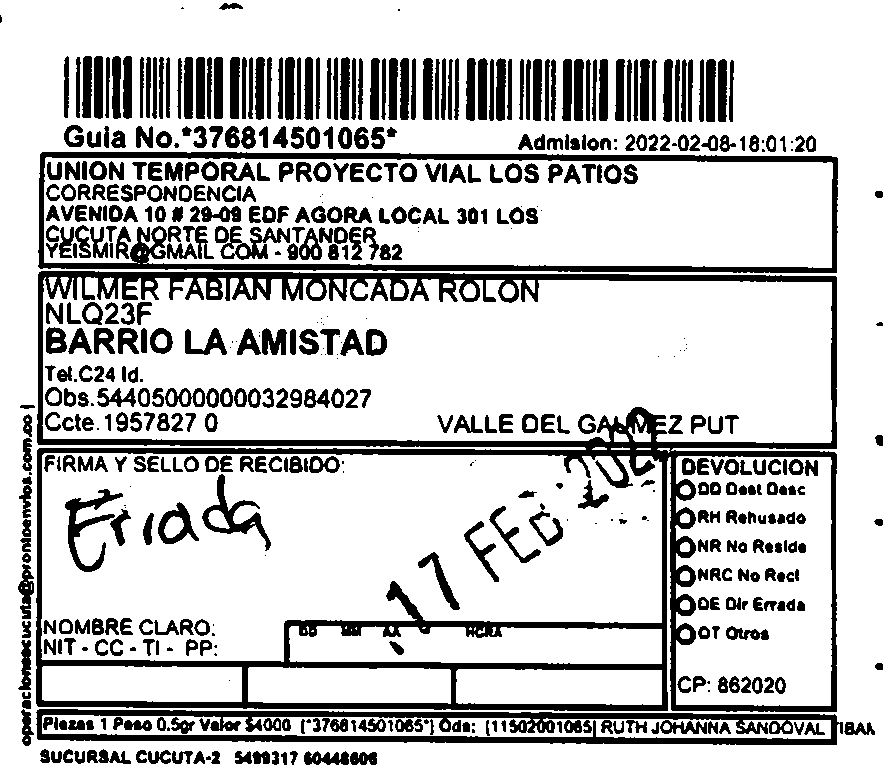 Guia No.*376814501065*
Admision: 2022-02-08-18:01:20
UNION TEMPORAL PROYECTO VIAL LOS PATIOS
CORRESPONDENCIA
AVENIDA 10 # 29-09 EDF AGORA LOCAL 301 LOS
CUCUTA NORTE DE SANTANDER
YEISMIR@GMAIL COM - 900 812 782
WILMER FABIAN MONCADA ROLON
NLQ23F
BARRIO LA AMISTAD
Tel.C24 Id.
Obs.54405000000032984027
Ccte.1957827 0
VALLE DEL GAUMEZ PUT
FIRMA Y SELLO DE RECIBIDO:
Errada
17 FEB 2022
NOMBRE CLARO:
NIT - CC - TI - PP:
DD MM AA HORA
DEVOLUCION
DD Dest Desc
RH Rehusado
NR No Reside
NRC No Recl
DE Dir Errada
OT Otros
CP: 862020
operacionescucuta@prontoenvios.com.co |
Piezas 1 Peso 0.5gr Valor $4000 (*376814501065*) Ods: (11502001065| RUTH JOHANNA SANDOVAL TIBAM
SUCURSAL CUCUTA-2 5499317 60448606